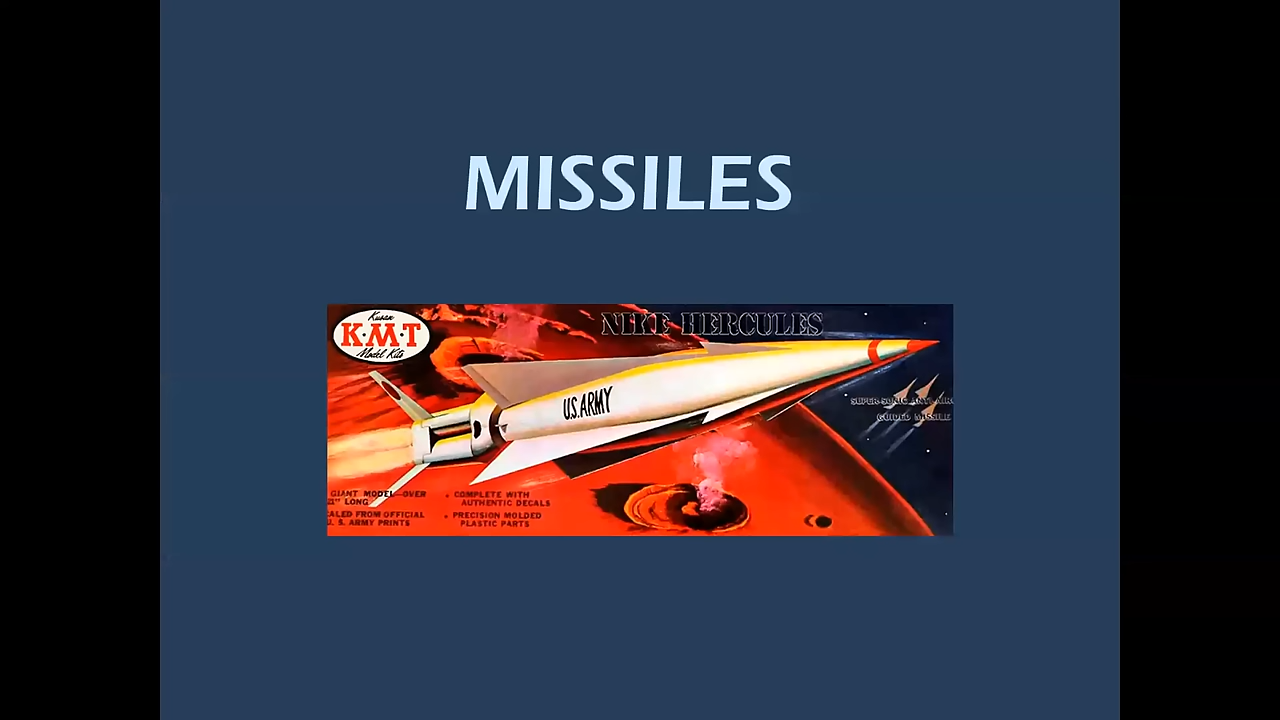 MISSILES
Kusan
K·M·T
Model Kits
NIKE HERCULES
U.S. ARMY
SUPER-SONIC ANTI-AIR
GUIDED MISSILE
GIANT MODEL—OVER
21" LONG
CALED FROM OFFICIAL
U. S. ARMY PRINTS
• COMPLETE WITH
AUTHENTIC DECALS
• PRECISION MOLDED
PLASTIC PARTS